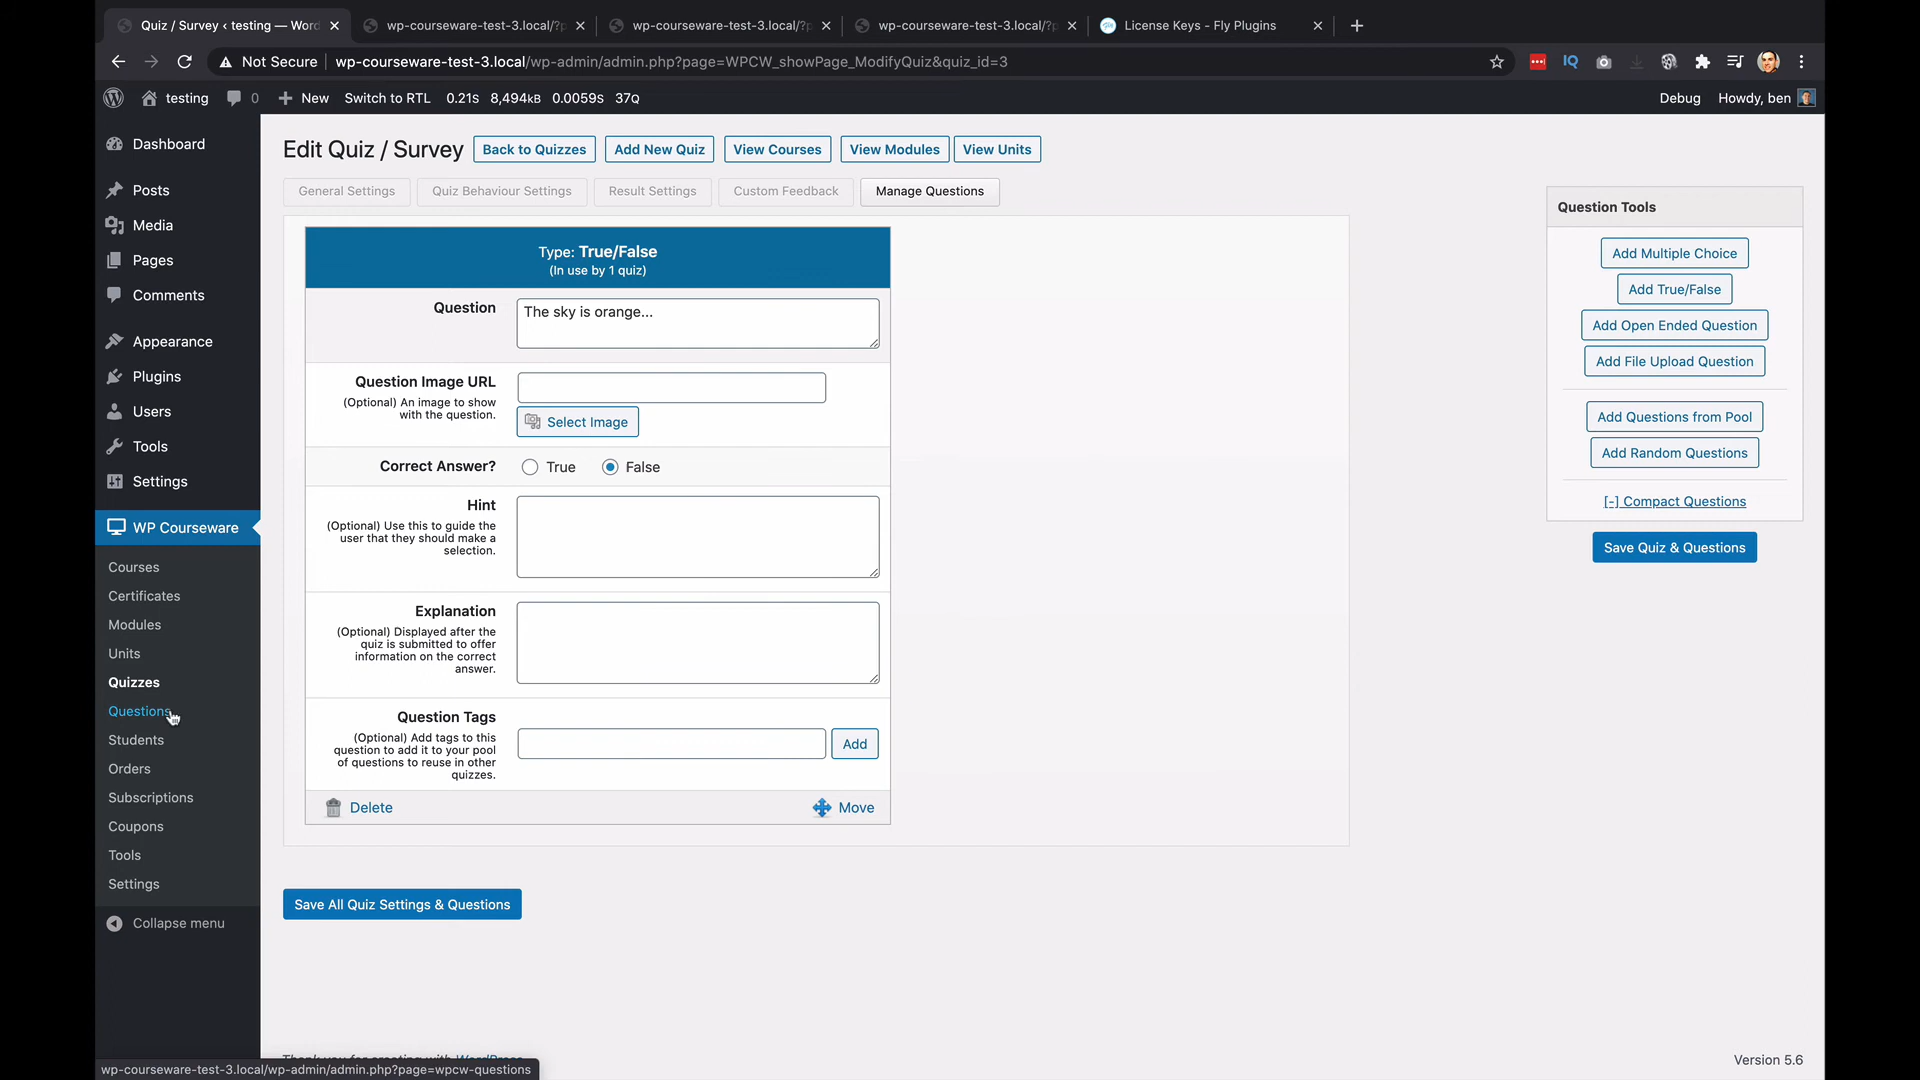 Quiz / Survey ‹ testing — Word
wp-courseware-test-3.local/?p
wp-courseware-test-3.local/?p
wp-courseware-test-3.local/?p
License Keys - Fly Plugins
Not Secure
wp-courseware-test-3.local/wp-admin/admin.php?page=WPCW_showPage_ModifyQuiz&quiz_id=3
IQ
testing
0
New
Switch to RTL
0.21S 8,494KB 0.0059S 37Q
Debug
Howdy, ben
Dashboard
Posts
Media
Pages
Comments
Appearance
Plugins
Users
Tools
Settings
WP Courseware
Courses
Certificates
Modules
Units
Quizzes
Questions
Students
Orders
Subscriptions
Coupons
Tools
Settings
Collapse menu
Edit Quiz / Survey
Back to Quizzes
Add New Quiz
View Courses
View Modules
View Units
General Settings
Quiz Behaviour Settings
Result Settings
Custom Feedback
Manage Questions
Type: True/False
(In use by 1 quiz)
Question
The sky is orange...
Question Image URL
(Optional) An image to show
with the question.
Select Image
Correct Answer?
True
False
Hint
(Optional) Use this to guide the
user that they should make a
selection.
Explanation
(Optional) Displayed after the
quiz is submitted to offer
information on the correct
answer.
Question Tags
(Optional) Add tags to this
question to add it to your pool
of questions to reuse in other
quizzes.
Add
Delete
Move
Save All Quiz Settings & Questions
Question Tools
Add Multiple Choice
Add True/False
Add Open Ended Question
Add File Upload Question
Add Questions from Pool
Add Random Questions
[-] Compact Questions
Save Quiz & Questions
Thank you for creating with WordPress
Version 5.6
wp-courseware-test-3.local/wp-admin/admin.php?page=wpcw-questions